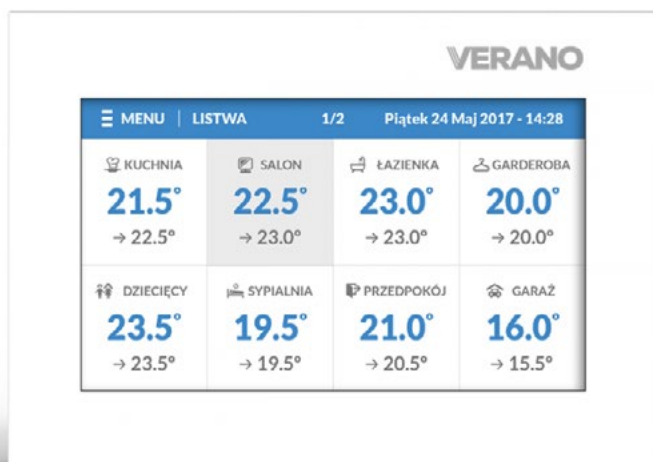 VERANO
MENU | LISTWA 1/2 Piątek 24 Maj 2017 - 14:28
KUCHNIA SALON ŁAZIENKA GARDEROBA
21.5° 22.5° 23.0° 20.0°
→ 22.5° → 23.0° → 23.0° → 20.0°
DZIECIĘCY SYPIALNIA PRZEDPOKÓJ GARAŻ
23.5° 19.5° 21.0° 16.0°
→ 23.5° → 19.5° → 20.5° → 15.5°